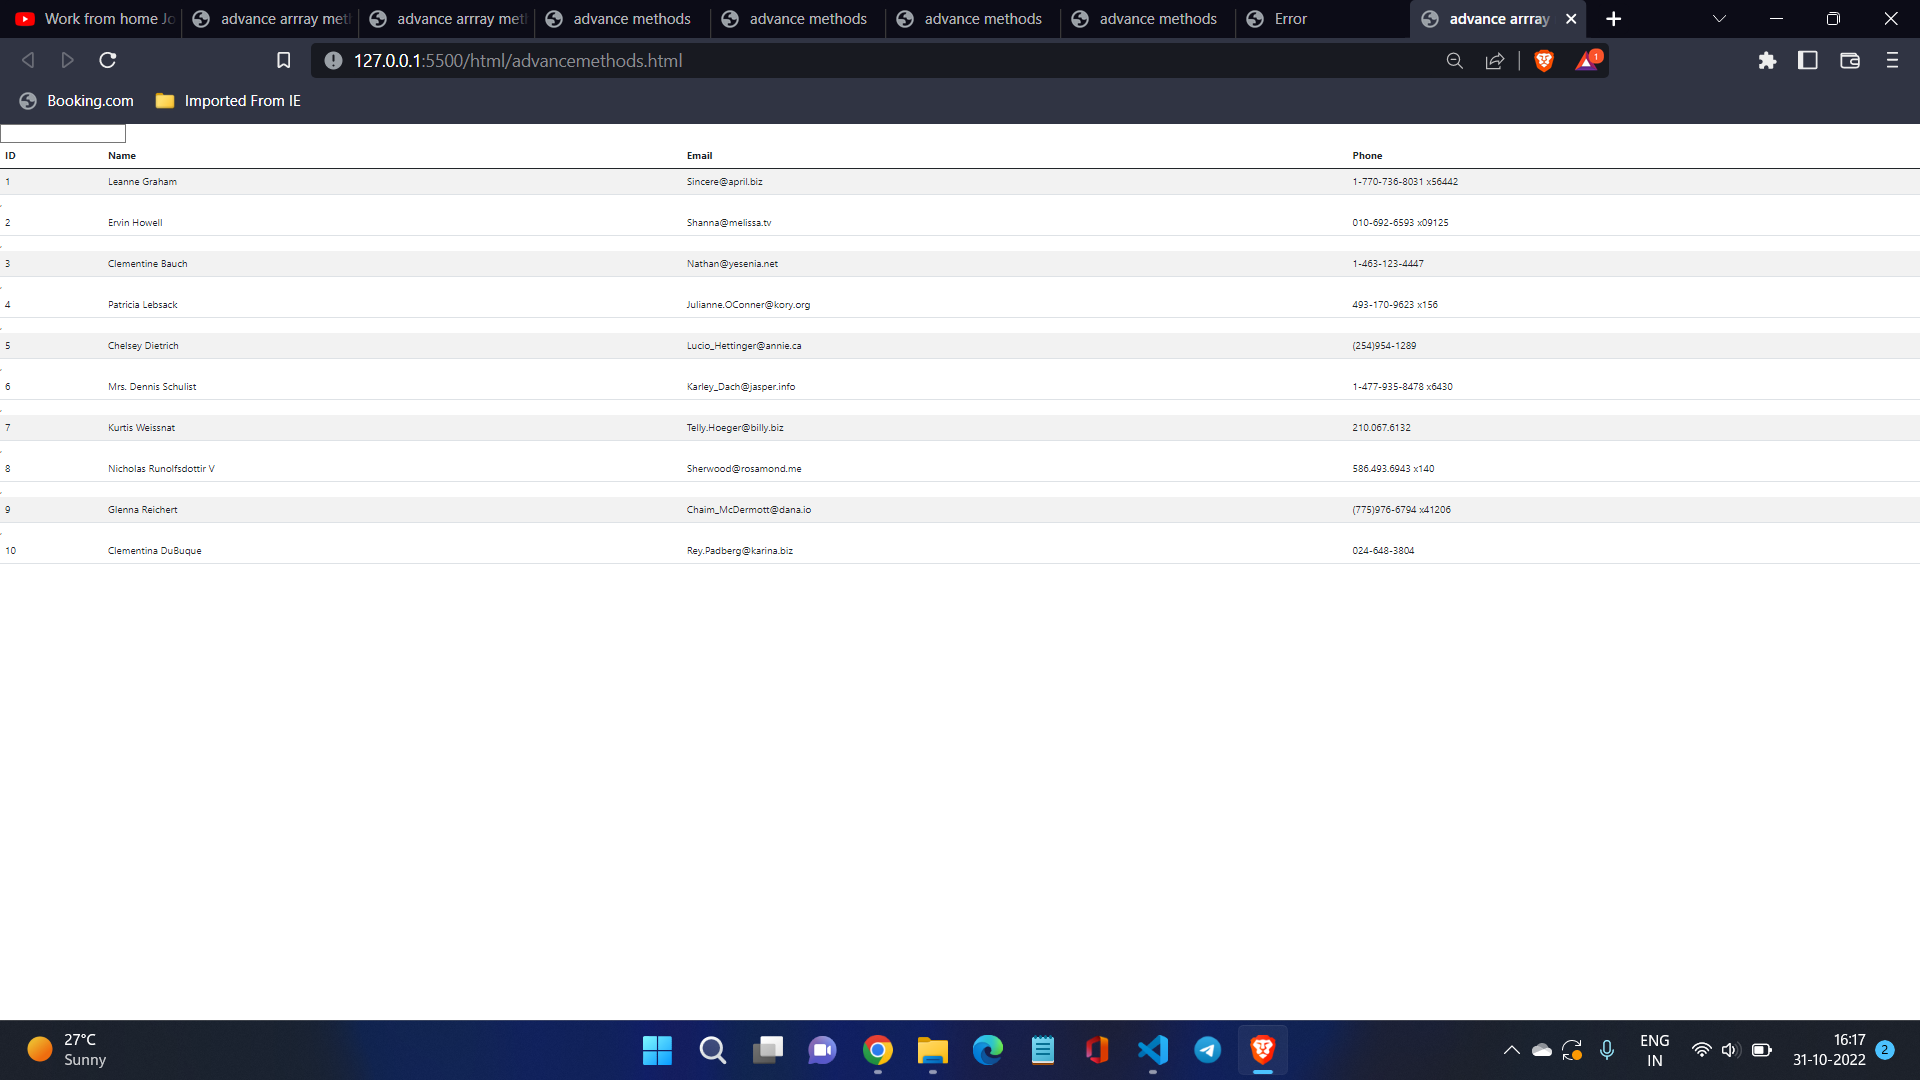 Work from home Jo advance arrray met advance arrray met advance methods advance methods advance methods advance methods Error advance arrray
127.0.0.1:5500/html/advancemethods.html 1
Booking.com Imported From IE
ID Name Email Phone
1 Leanne Graham Sincere@april.biz 1-770-736-8031 x56442
2 Ervin Howell Shanna@melissa.tv 010-692-6593 x09125
3 Clementine Bauch Nathan@yesenia.net 1-463-123-4447
4 Patricia Lebsack Julianne.OConner@kory.org 493-170-9623 x156
5 Chelsey Dietrich Lucio_Hettinger@annie.ca (254)954-1289
6 Mrs. Dennis Schulist Karley_Dach@jasper.info 1-477-935-8478 x6430
7 Kurtis Weissnat Telly.Hoeger@billy.biz 210.067.6132
8 Nicholas Runolfsdottir V Sherwood@rosamond.me 586.493.6943 x140
9 Glenna Reichert Chaim_McDermott@dana.io (775)976-6794 x41206
10 Clementina DuBuque Rey.Padberg@karina.biz 024-648-3804
27°C ENG 16:17
Sunny IN 31-10-2022 2